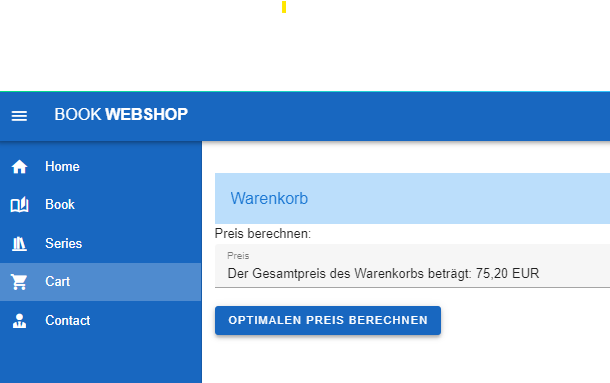 BOOK WEBSHOP
Home
Book
Series
Cart
Contact
Warenkorb
Preis berechnen:
Preis
Der Gesamtpreis des Warenkorbs beträgt: 75,20 EUR
OPTIMALEN PREIS BERECHNEN